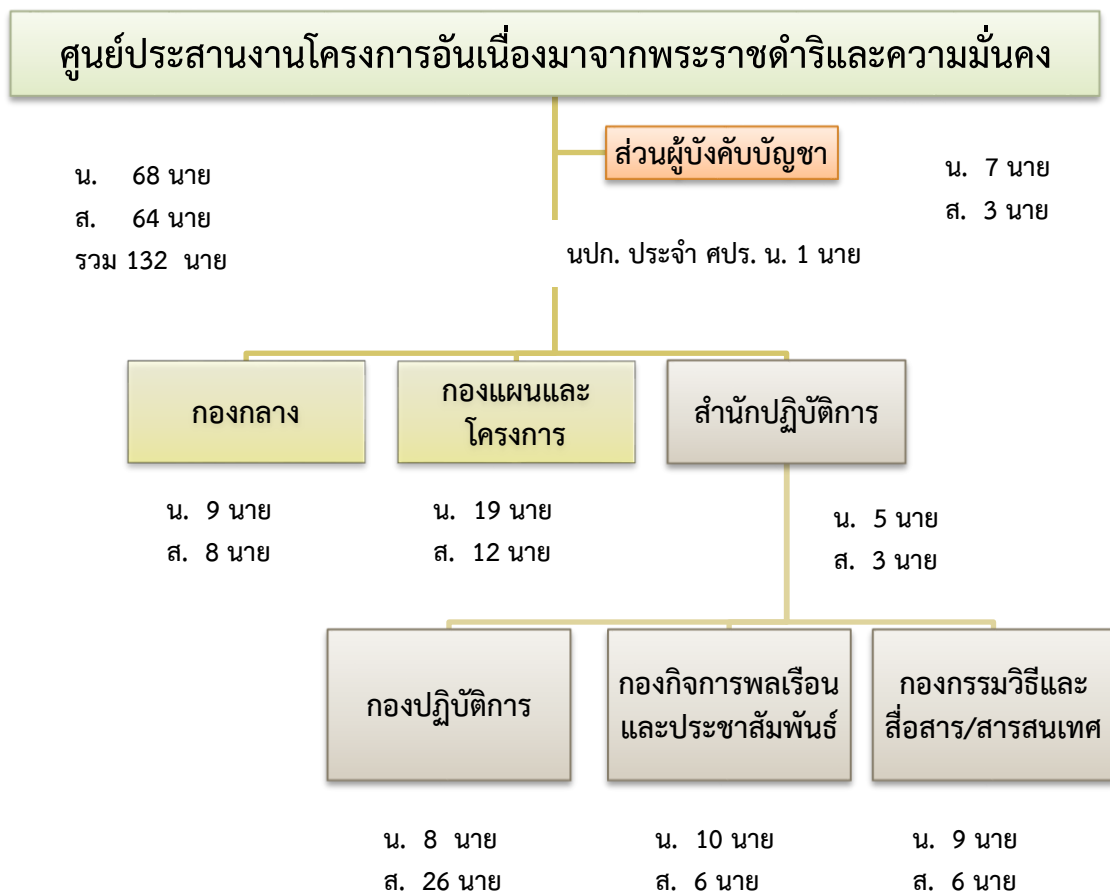 ศูนย์ประสานงานโครงการอันเนื่องมาจากพระราชดำริและความมั่นคง
ส่วนผู้บังคับบัญชา
น. 68 นาย
ส. 64 นาย
รวม 132 นาย
น. 7 นาย
ส. 3 นาย
นปก. ประจำ ศปร. น. 1 นาย
กองกลาง
กองแผนและ
โครงการ
สำนักปฏิบัติการ
น. 9 นาย
ส. 8 นาย
น. 19 นาย
ส. 12 นาย
น. 5 นาย
ส. 3 นาย
กองปฏิบัติการ
กองกิจการพลเรือน
และประชาสัมพันธ์
กองกรรมวิธีและ
สื่อสาร/สารสนเทศ
น. 8 นาย
ส. 26 นาย
น. 10 นาย
ส. 6 นาย
น. 9 นาย
ส. 6 นาย